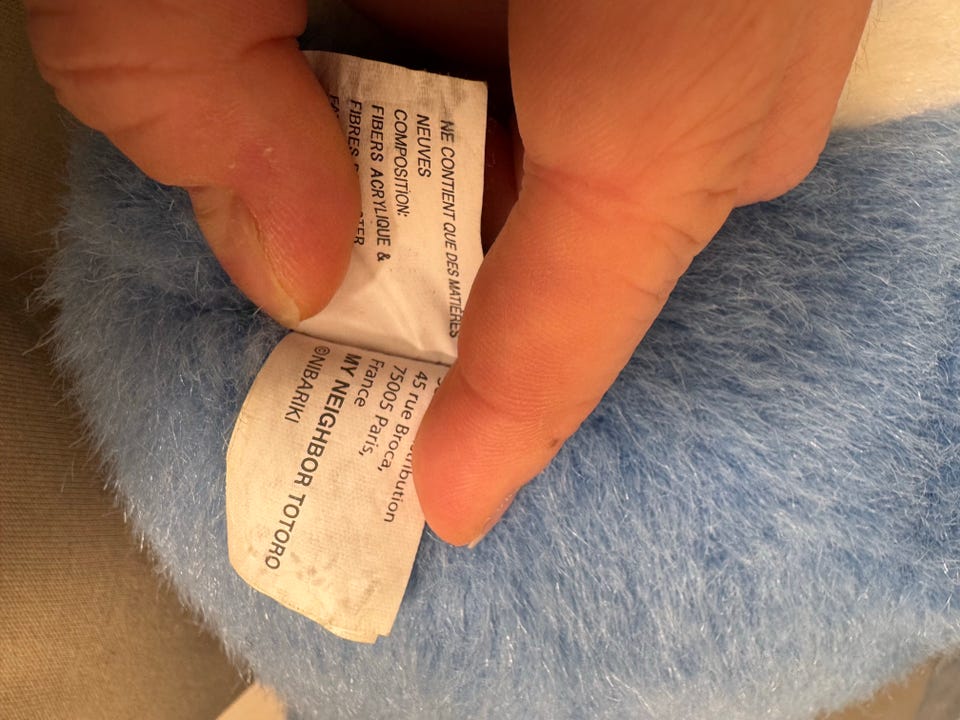 NE CONTIENT QUE DES MATIÈRES
NEUVES
COMPOSITION:
FIBERS ACRYLIQUE &
FIBRES
45 rue Broca,
75005 Paris,
France
MY NEIGHBOR TOTORO
©NIBARIKI